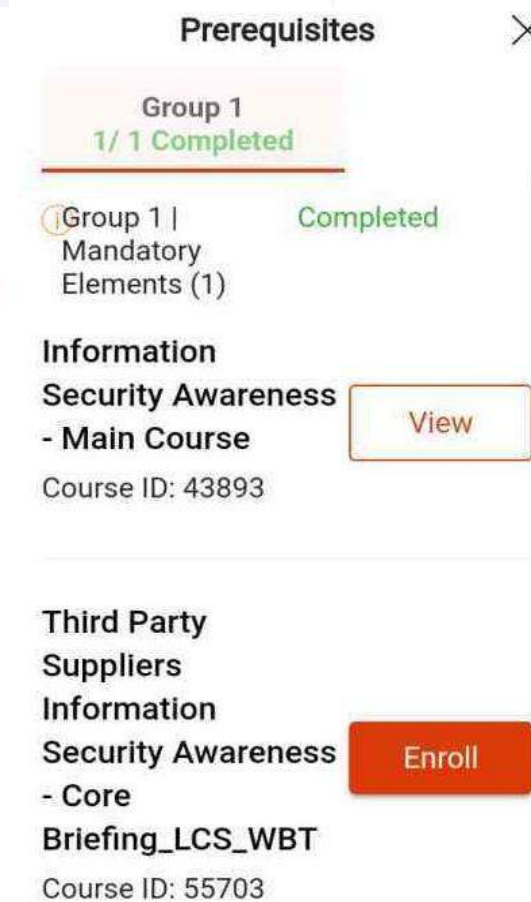 Prerequisites
Group 1
1/ 1 Completed
Group 1 |
Mandatory
Elements (1)
Completed
Information
Security Awareness
- Main Course
View
Course ID: 43893
Third Party
Suppliers
Information
Security Awareness
- Core
Briefing_LCS_WBT
Enroll
Course ID: 55703